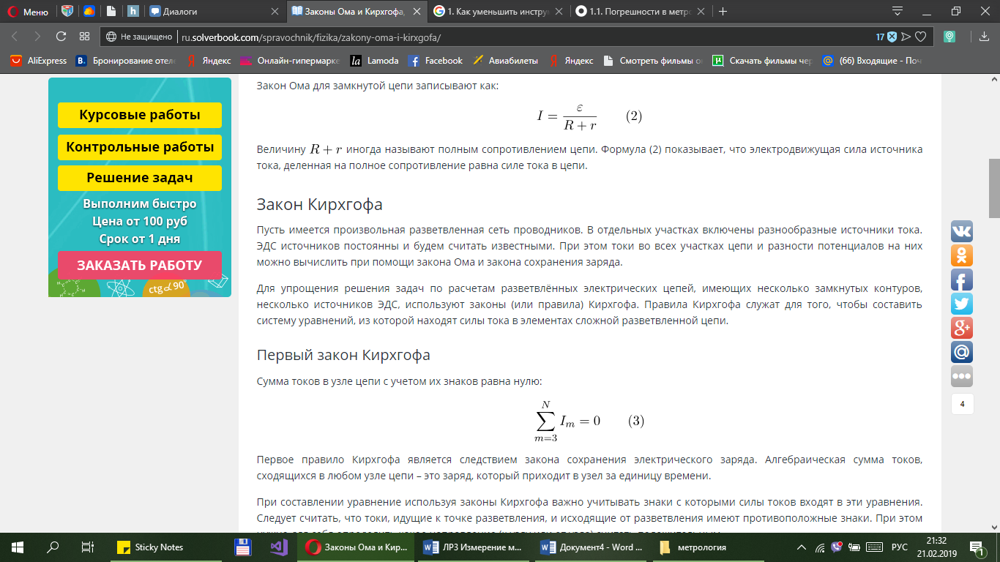 Меню
Диалоги
Законы Ома и Кирхгофа,
1. Как уменьшить инстру
1.1. Погрешности в метро
Не защищено
ru.solverbook.com/spravochnik/fizika/zakony-oma-i-kirxgofa/
17
AliExpress
Бронирование отеле
Яндекс
Онлайн-гипермарке
Lamoda
Facebook
Авиабилеты
Яндекс
Смотреть фильмы о
Скачать фильмы чер
(66) Входящие - Поч
Курсовые работы
Контрольные работы
Решение задач
Выполним быстро
Цена от 100 руб
Срок от 1 дня
ЗАКАЗАТЬ РАБОТУ
ctg∠90°
Закон Ома для замкнутой цепи записывают как:
I = ε / (R + r) (2)
Величину R + r иногда называют полным сопротивлением цепи. Формула (2) показывает, что электродвижущая сила источника
тока, деленная на полное сопротивление равна силе тока в цепи.
Закон Кирхгофа
Пусть имеется произвольная разветвленная сеть проводников. В отдельных участках включены разнообразные источники тока.
ЭДС источников постоянны и будем считать известными. При этом токи во всех участках цепи и разности потенциалов на них
можно вычислить при помощи закона Ома и закона сохранения заряда.
Для упрощения решения задач по расчетам разветвлённых электрических цепей, имеющих несколько замкнутых контуров,
несколько источников ЭДС, используют законы (или правила) Кирхгофа. Правила Кирхгофа служат для того, чтобы составить
систему уравнений, из которой находят силы тока в элементах сложной разветвленной цепи.
Первый закон Кирхгофа
Сумма токов в узле цепи с учетом их знаков равна нулю:
N
∑ Iₘ = 0 (3)
m=3
Первое правило Кирхгофа является следствием закона сохранения электрического заряда. Алгебраическая сумма токов,
сходящихся в любом узле цепи – это заряд, который приходит в узел за единицу времени.
При составлении уравнение используя законы Кирхгофа важно учитывать знаки с которыми силы токов входят в эти уравнения.
Следует считать, что токи, идущие к точке разветвления, и исходящие от разветвления имеют противоположные знаки. При этом
4
Sticky Notes
Законы Ома и Кир...
ЛР3 Измерение м...
Документ4 - Word ...
метрология
РУС
21:32
21.02.2019
1